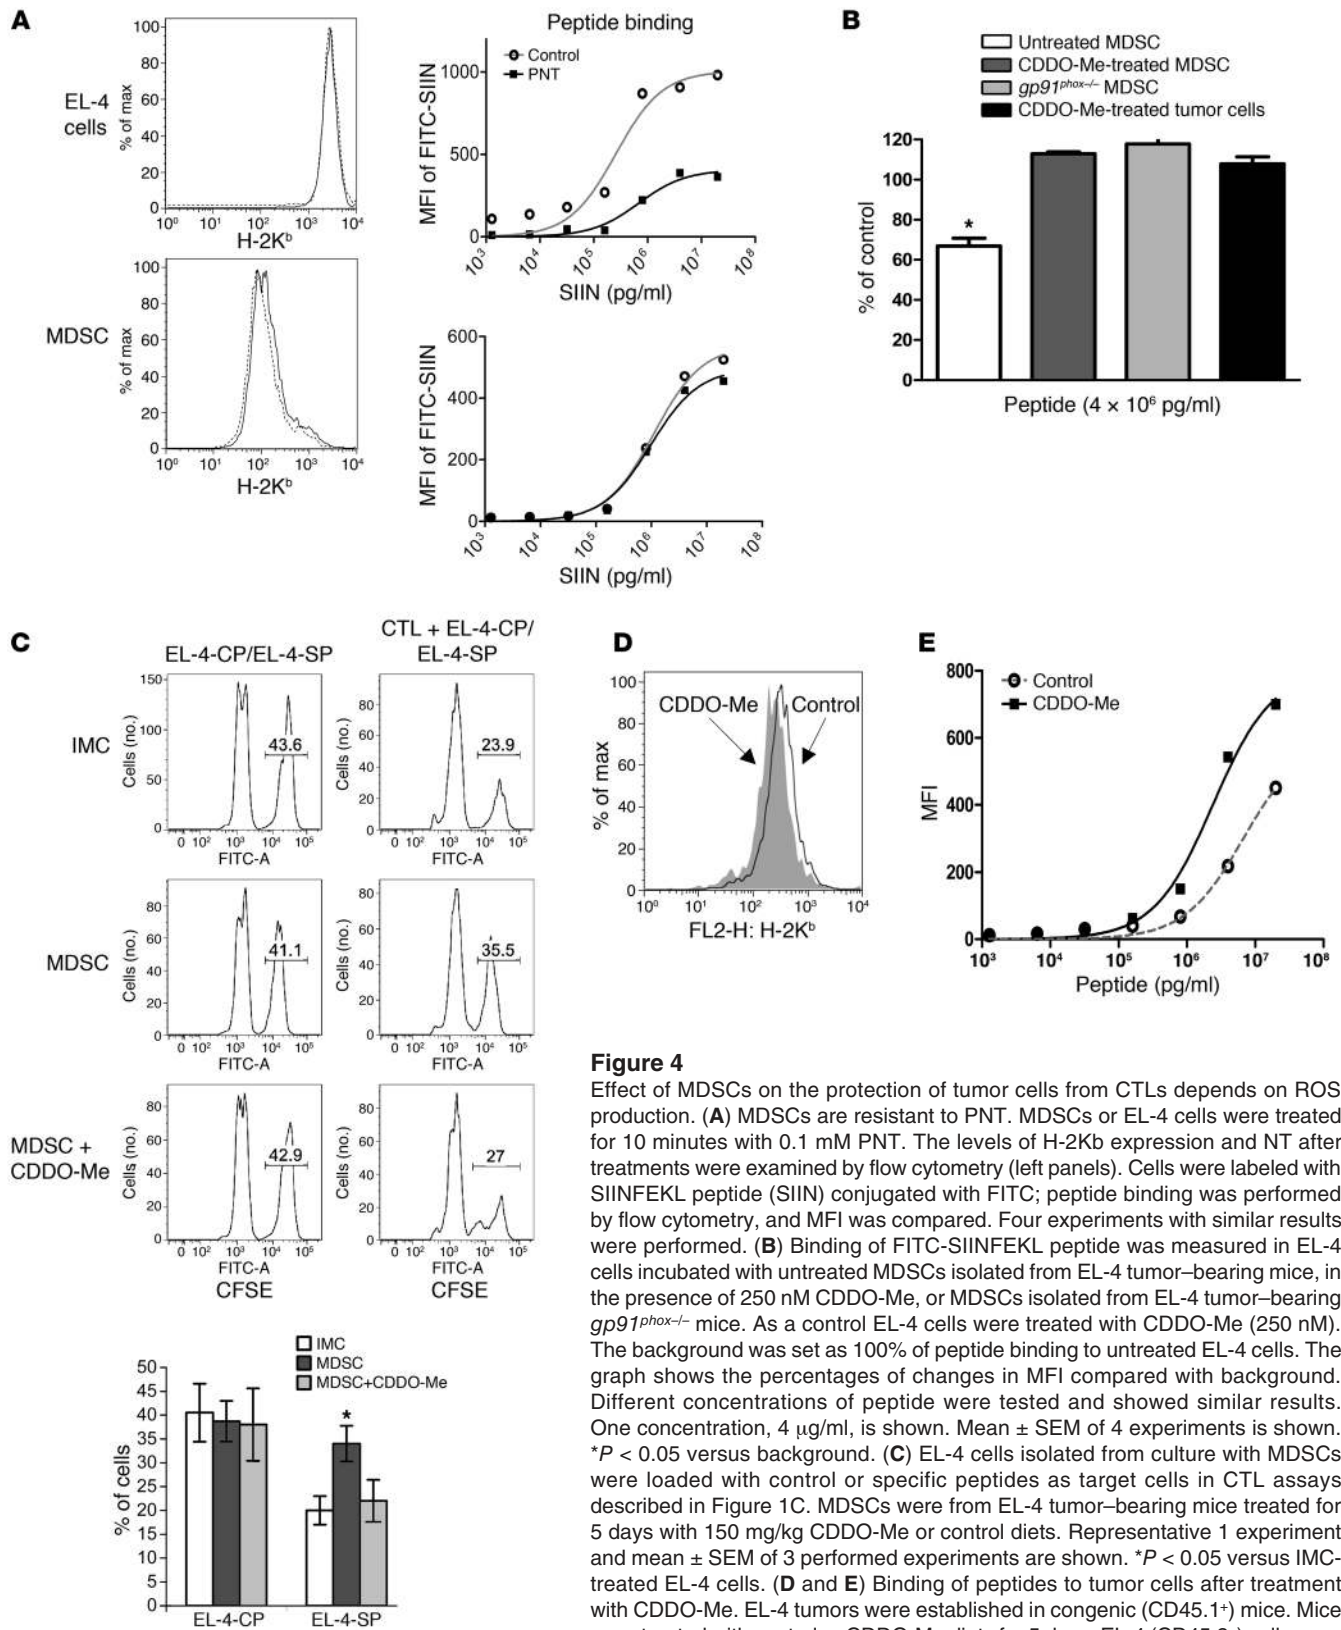 A
100
80
60
40
20
0
% of max
EL-4
cells
10⁰ 10¹ 10² 10³ 10⁴
H-2Kᵇ
100
80
60
40
20
0
% of max
MDSC
10⁰ 10¹ 10² 10³ 10⁴
H-2Kᵇ
Peptide binding
Control
PNT
1000
500
0
MFI of FITC-SIIN
10³ 10⁴ 10⁵ 10⁶ 10⁷ 10⁸
SIIN (pg/ml)
600
400
200
0
MFI of FITC-SIIN
10³ 10⁴ 10⁵ 10⁶ 10⁷ 10⁸
SIIN (pg/ml)
B
Untreated MDSC
CDDO-Me-treated MDSC
gp91ᵖʰᵒˣ⁻/⁻ MDSC
CDDO-Me-treated tumor cells
120
100
80
60
40
20
0
% of control
*
Peptide (4 × 10⁶ pg/ml)
C
EL-4-CP/EL-4-SP
CTL + EL-4-CP/
EL-4-SP
IMC
150
100
50
0
Cells (no.)
43.6
0 10² 10³ 10⁴ 10⁵
FITC-A
80
60
40
20
0
Cells (no.)
23.9
0 10² 10³ 10⁴ 10⁵
FITC-A
MDSC
80
60
40
20
0
Cells (no.)
41.1
0 10² 10³ 10⁴ 10⁵
FITC-A
80
60
40
20
0
Cells (no.)
35.5
0 10² 10³ 10⁴ 10⁵
FITC-A
MDSC +
CDDO-Me
80
60
40
20
0
Cells (no.)
42.9
0 10² 10³ 10⁴ 10⁵
FITC-A
CFSE
80
60
40
20
0
Cells (no.)
27
0 10² 10³ 10⁴ 10⁵
FITC-A
CFSE
IMC
MDSC
MDSC+CDDO-Me
50
45
40
35
30
25
20
15
10
5
0
% of cells
*
EL-4-CP EL-4-SP
D
100
80
60
40
20
0
% of max
CDDO-Me Control
10⁰ 10¹ 10² 10³ 10⁴
FL2-H: H-2Kᵇ
E
Control
CDDO-Me
800
600
400
200
0
MFI
10³ 10⁴ 10⁵ 10⁶ 10⁷ 10⁸
Peptide (pg/ml)
Figure 4
Effect of MDSCs on the protection of tumor cells from CTLs depends on ROS
production. (A) MDSCs are resistant to PNT. MDSCs or EL-4 cells were treated
for 10 minutes with 0.1 mM PNT. The levels of H-2Kb expression and NT after
treatments were examined by flow cytometry (left panels). Cells were labeled with
SIINFEKL peptide (SIIN) conjugated with FITC; peptide binding was performed
by flow cytometry, and MFI was compared. Four experiments with similar results
were performed. (B) Binding of FITC-SIINFEKL peptide was measured in EL-4
cells incubated with untreated MDSCs isolated from EL-4 tumor–bearing mice, in
the presence of 250 nM CDDO-Me, or MDSCs isolated from EL-4 tumor–bearing
gp91ᵖʰᵒˣ⁻/⁻ mice. As a control EL-4 cells were treated with CDDO-Me (250 nM).
The background was set as 100% of peptide binding to untreated EL-4 cells. The
graph shows the percentages of changes in MFI compared with background.
Different concentrations of peptide were tested and showed similar results.
One concentration, 4 μg/ml, is shown. Mean ± SEM of 4 experiments is shown.
*P < 0.05 versus background. (C) EL-4 cells isolated from culture with MDSCs
were loaded with control or specific peptides as target cells in CTL assays
described in Figure 1C. MDSCs were from EL-4 tumor–bearing mice treated for
5 days with 150 mg/kg CDDO-Me or control diets. Representative 1 experiment
and mean ± SEM of 3 performed experiments are shown. *P < 0.05 versus IMC-
treated EL-4 cells. (D and E) Binding of peptides to tumor cells after treatment
with CDDO-Me. EL-4 tumors were established in congenic (CD45.1⁺) mice. Mice